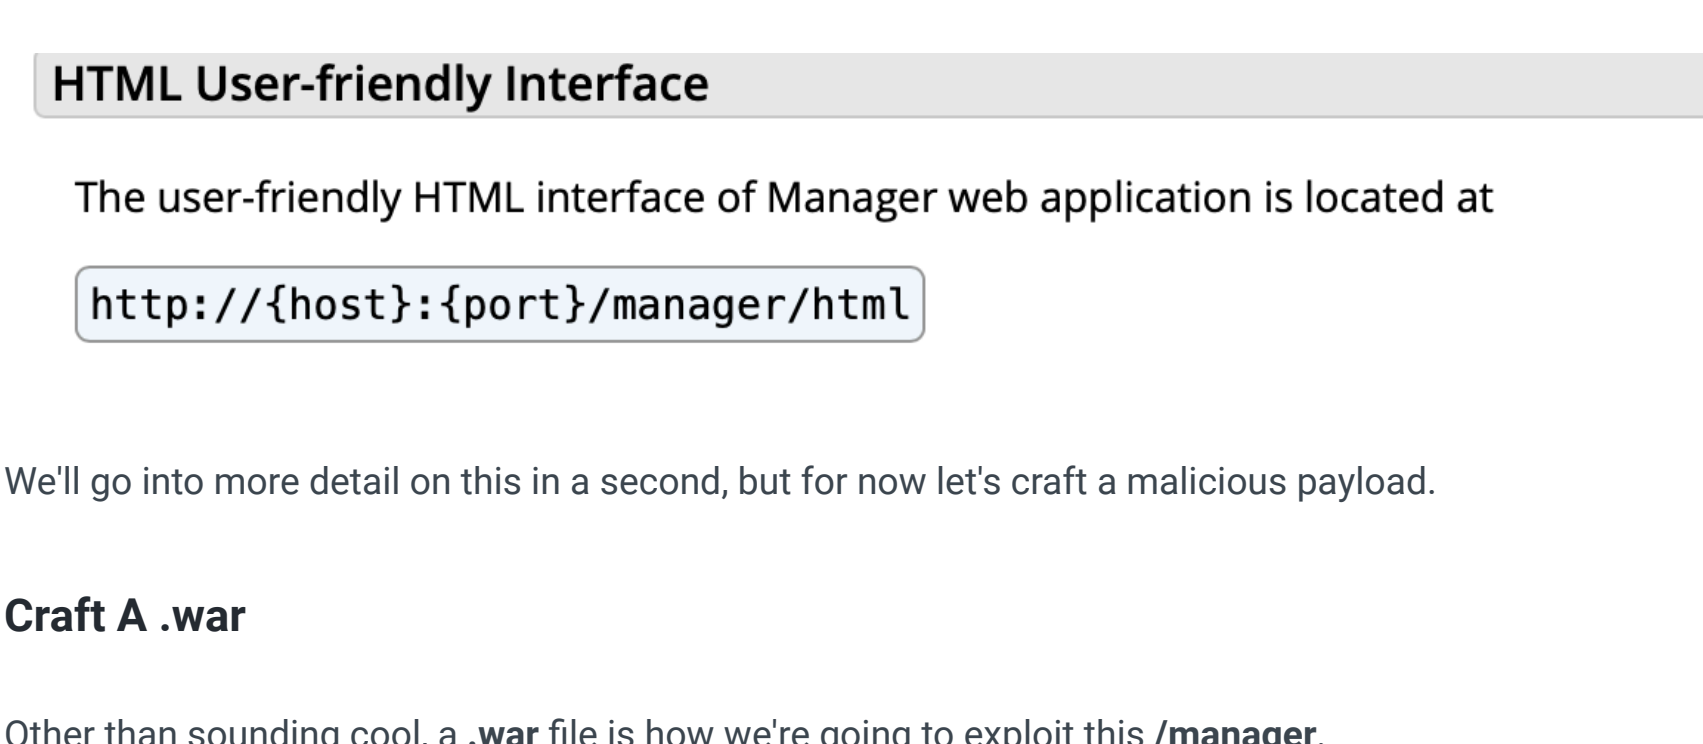 HTML User-friendly Interface
The user-friendly HTML interface of Manager web application is located at
http://{host}:{port}/manager/html
We'll go into more detail on this in a second, but for now let's craft a malicious payload.
Craft A .war
Other than sounding cool, a .war file is how we're going to exploit this /manager.